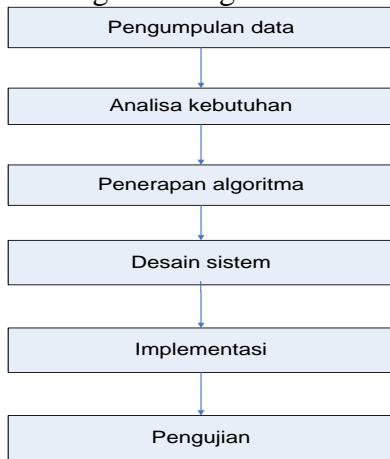 Pengumpulan data
Analisa kebutuhan
Penerapan algoritma
Desain sistem
Implementasi
Pengujian